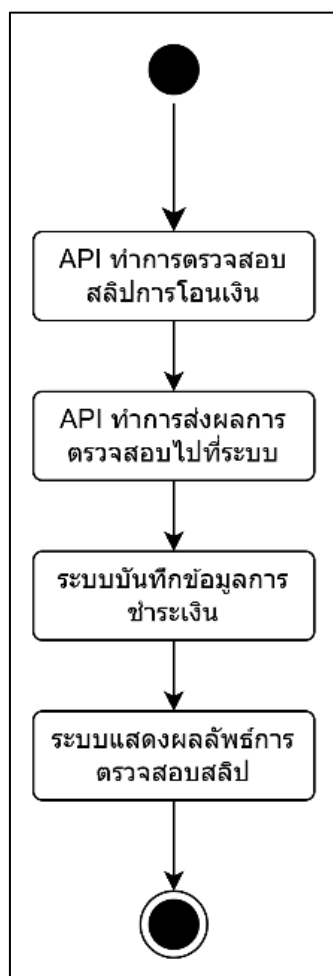 API ทำการตรวจสอบ
สลิปการโอนเงิน
API ทำการส่งผลการ
ตรวจสอบไปที่ระบบ
ระบบบันทึกข้อมูลการ
ชำระเงิน
ระบบแสดงผลลัพธ์การ
ตรวจสอบสลิป